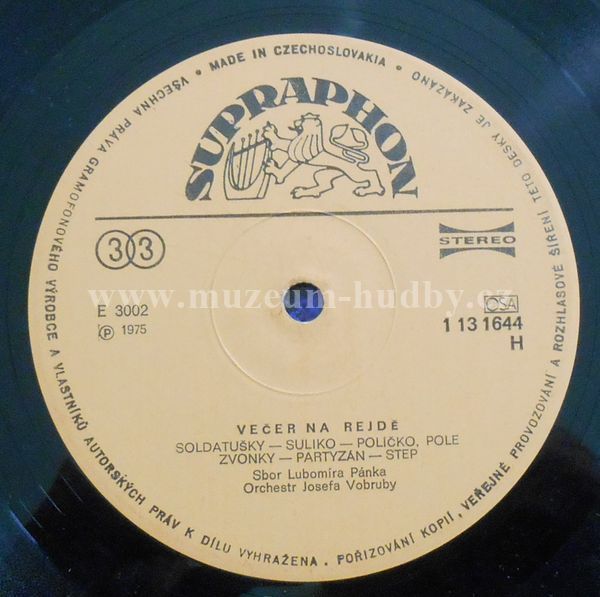 • MADE IN CZECHOSLOVAKIA •
VŠECHNA PRÁVA GRAMOFONOVÉHO VÝROBCE A VLASTNÍKŮ AUTORSKÝCH PRÁV K DÍLU VYHRAŽENA. POŘIZOVÁNÍ KOPIÍ, VEŘEJNÉ PROVOZOVÁNÍ A ROZHLASOVÉ ŠÍŘENÍ TÉTO DESKY JE ZAKÁZÁNO
SUPRAPHON
33
STEREO
www.muzeum-hudby.cz
E 3002
OSA
Ⓟ 1975
1 13 1644
H
VEČER NA REJDĚ
SOLDATUŠKY — SULIKO — POLÍČKO, POLE
ZVONKY — PARTYZÁN — STEP
Sbor Lubomíra Pánka
Orchestr Josefa Vobruby